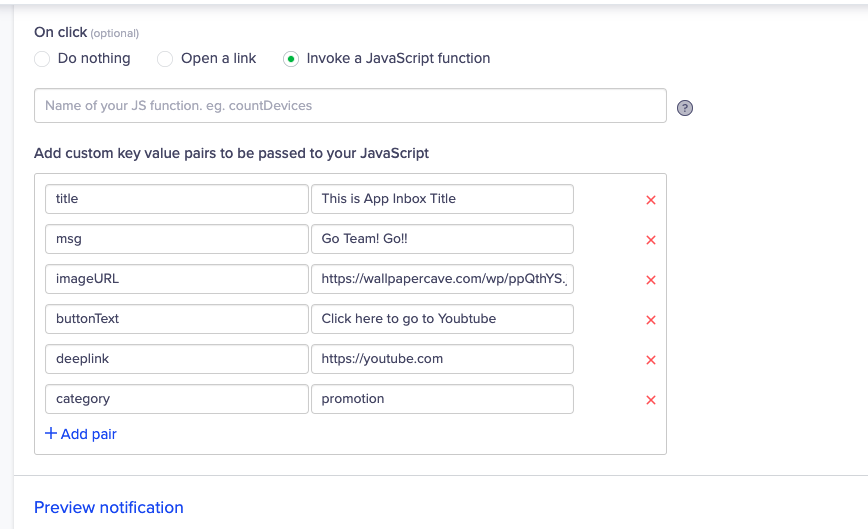 On click (optional)
Do nothing Open a link Invoke a JavaScript function
Name of your JS function. eg. countDevices ?
Add custom key value pairs to be passed to your JavaScript
title This is App Inbox Title
msg Go Team! Go!!
imageURL https://wallpapercave.com/wp/ppQthYS.
buttonText Click here to go to Youbtube
deeplink https://youtube.com
category promotion
+ Add pair
Preview notification